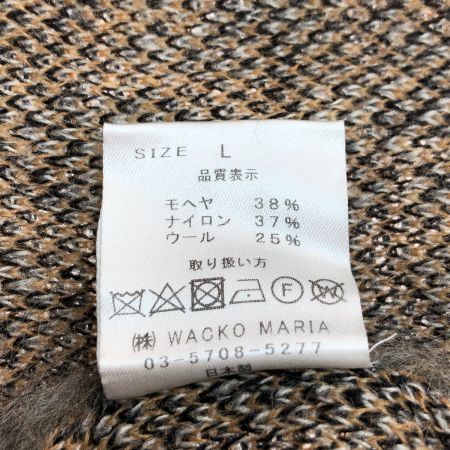 SIZE L
品質表示
モヘヤ 38%
ナイロン 37%
ウール 25%
取り扱い方
F W
(株) WACKO MARIA
03-5708-5277
日本製